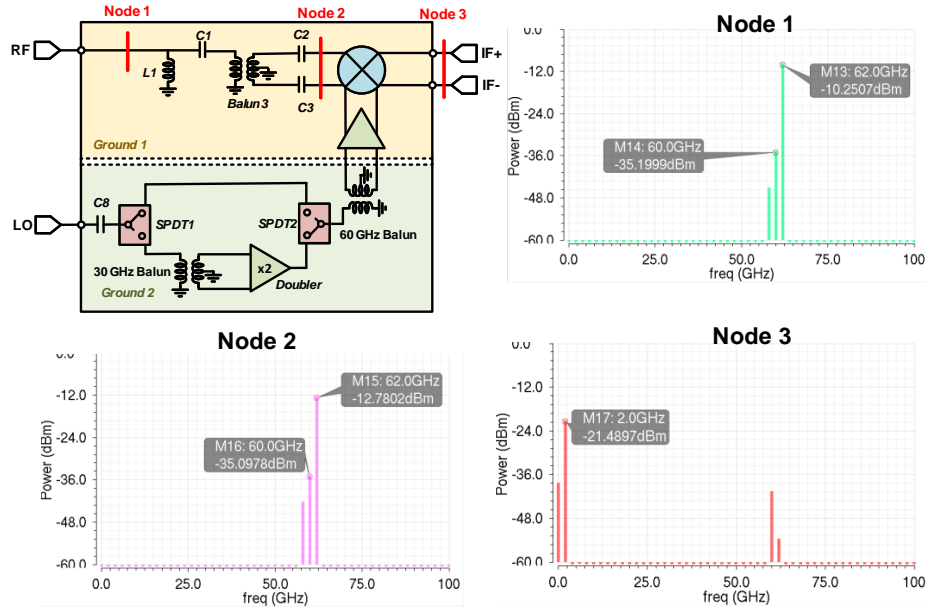 Node 1
Node 2
Node 3
RF
C1
L1
Balun 3
C2
C3
IF+
IF-
Ground 1
LO
C8
SPDT1
SPDT2
60 GHz Balun
30 GHz Balun
x2
Doubler
Ground 2
Node 1
0.0
-12.0
-24.0
-36.0
-48.0
-60.0
Power (dBm)
M13: 62.0GHz
-10.2507dBm
M14: 60.0GHz
-35.1999dBm
0.0 25.0 50.0 75.0 100
freq (GHz)
Node 2
0.0
-12.0
-24.0
-36.0
-48.0
-60.0
Power (dBm)
M15: 62.0GHz
-12.7802dBm
M16: 60.0GHz
-35.0978dBm
0.0 25.0 50.0 75.0 100
freq (GHz)
Node 3
0.0
-12.0
-24.0
-36.0
-48.0
-60.0
Power (dBm)
M17: 2.0GHz
-21.4897dBm
0.0 25.0 50.0 75.0 100
freq (GHz)